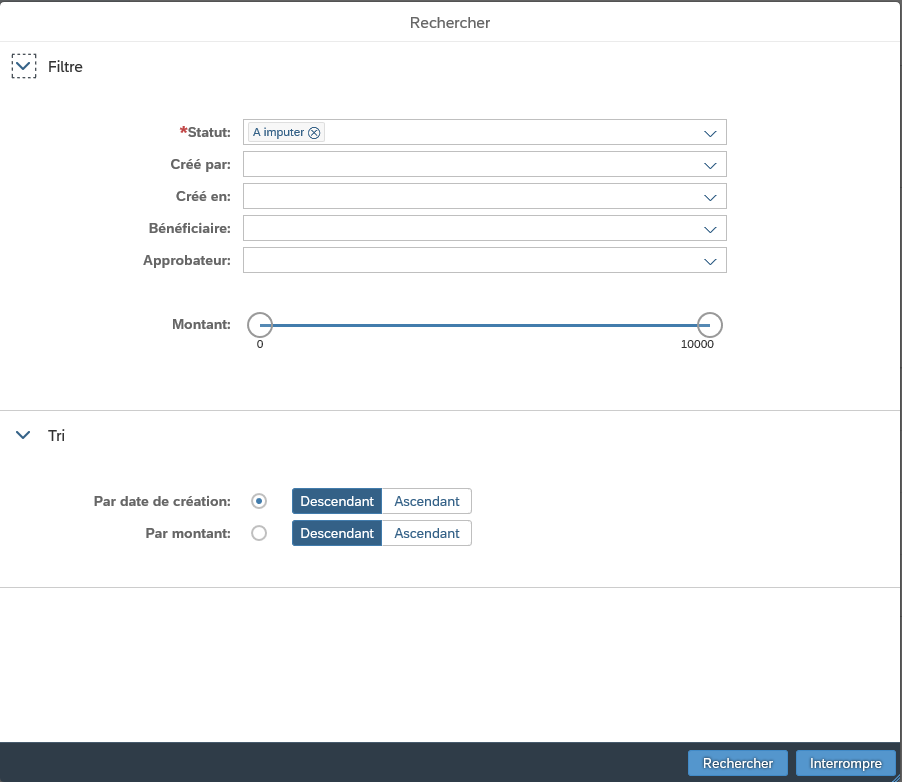 Rechercher
Filtre
*Statut: A imputer
Créé par:
Créé en:
Bénéficiaire:
Approbateur:
Montant:
0 10000
Tri
Par date de création: Descendant Ascendant
Par montant: Descendant Ascendant
Rechercher Interrompre